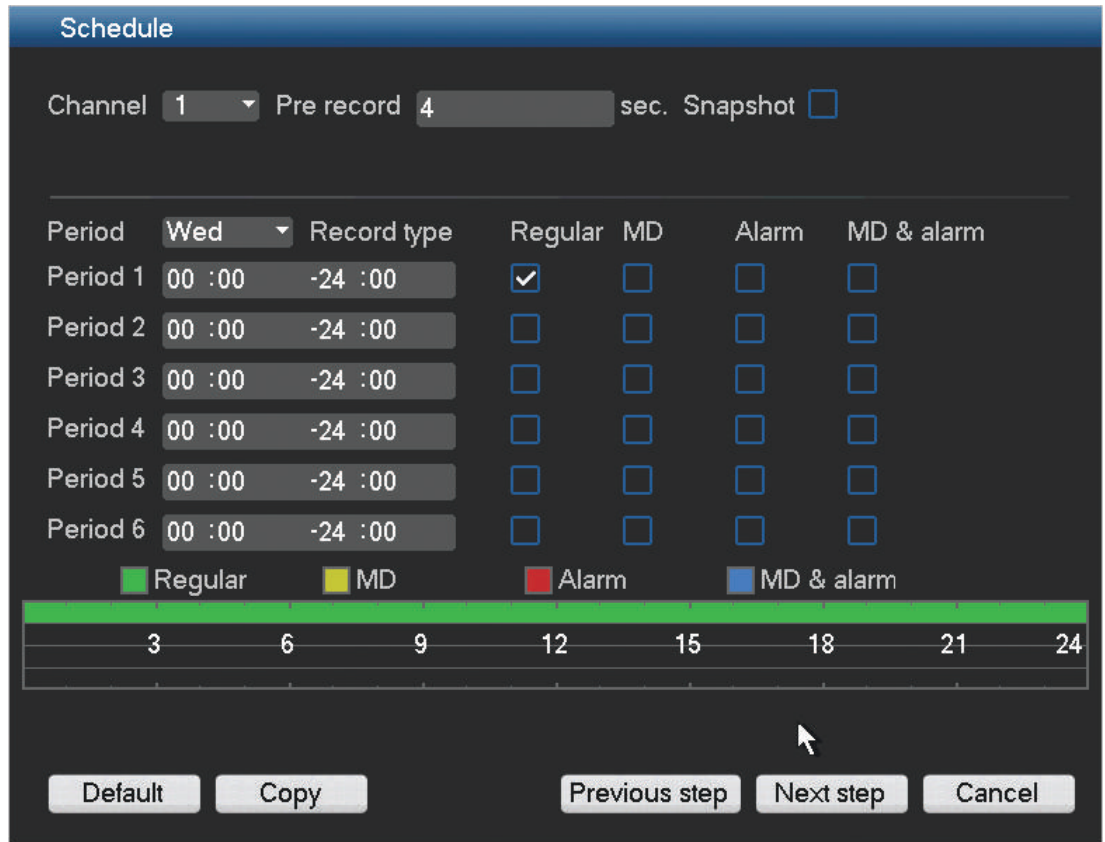 Schedule
Channel 1 Pre record 4 sec. Snapshot
Period Wed Record type Regular MD Alarm MD & alarm
Period 1 00 :00 -24 :00
Period 2 00 :00 -24 :00
Period 3 00 :00 -24 :00
Period 4 00 :00 -24 :00
Period 5 00 :00 -24 :00
Period 6 00 :00 -24 :00
Regular MD Alarm MD & alarm
3 6 9 12 15 18 21 24
Default Copy Previous step Next step Cancel